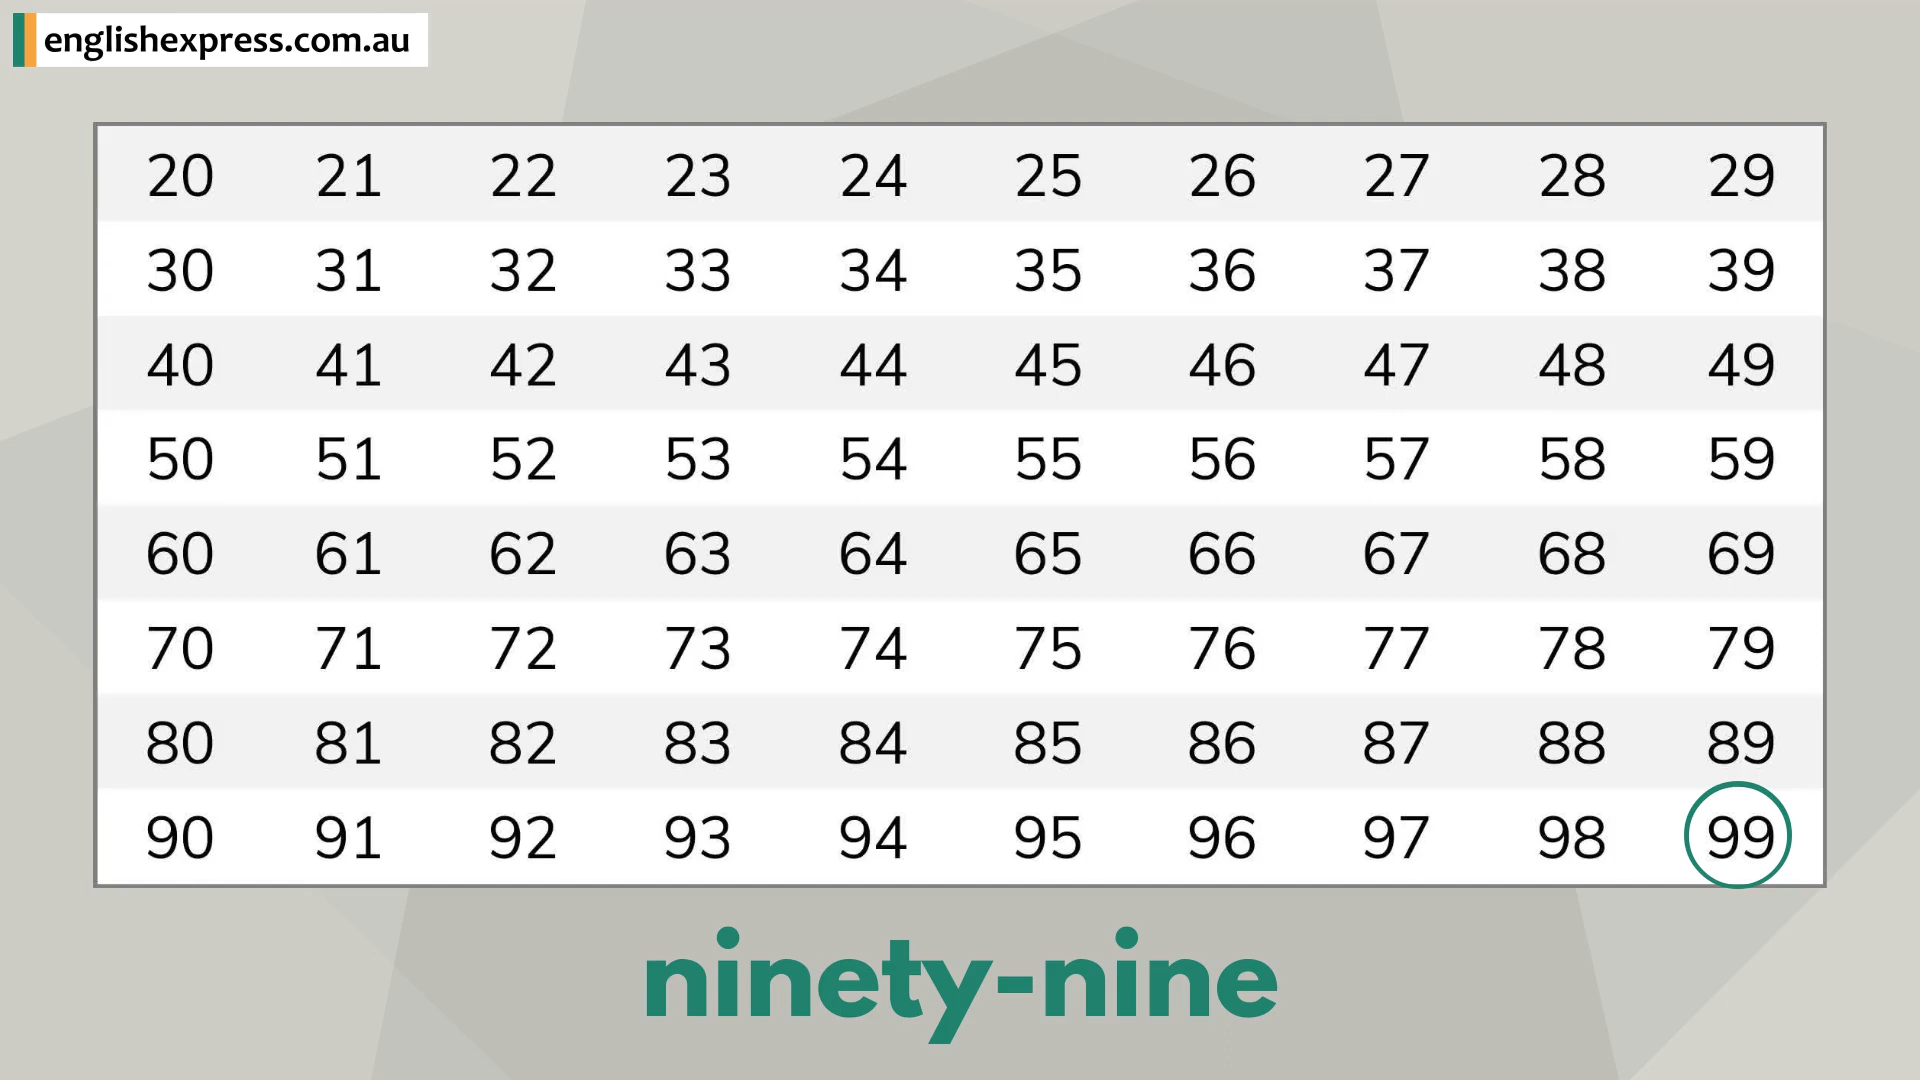 englishexpress.com.au
20 21 22 23 24 25 26 27 28 29
30 31 32 33 34 35 36 37 38 39
40 41 42 43 44 45 46 47 48 49
50 51 52 53 54 55 56 57 58 59
60 61 62 63 64 65 66 67 68 69
70 71 72 73 74 75 76 77 78 79
80 81 82 83 84 85 86 87 88 89
90 91 92 93 94 95 96 97 98 99
ninety-nine